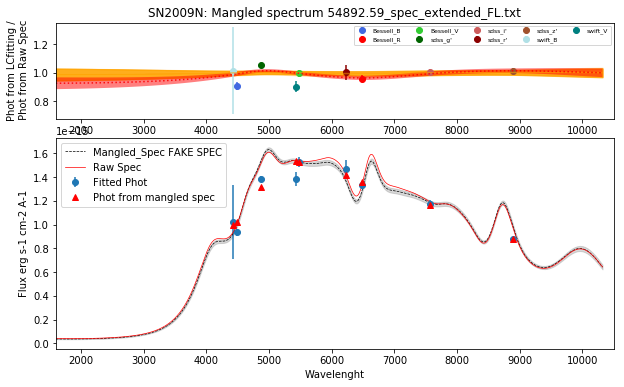 SN2009N: Mangled spectrum 54892.59_spec_extended_FL.txt
Phot from LCfitting /
Phot from Raw Spec
1.2
1.0
0.8
Bessell_B
Bessell_R
Bessell_V
sdss_g'
sdss_i'
sdss_r'
sdss_z'
swift_B
swift_V
2000 3000 4000 5000 6000 7000 8000 9000 10000
Flux erg s-1 cm-2 A-1
1.6
1.4
1.2
1.0
0.8
0.6
0.4
0.2
0.0
Mangled_Spec FAKE SPEC
Raw Spec
Fitted Phot
Phot from mangled spec
2000 3000 4000 5000 6000 7000 8000 9000 10000
Wavelenght